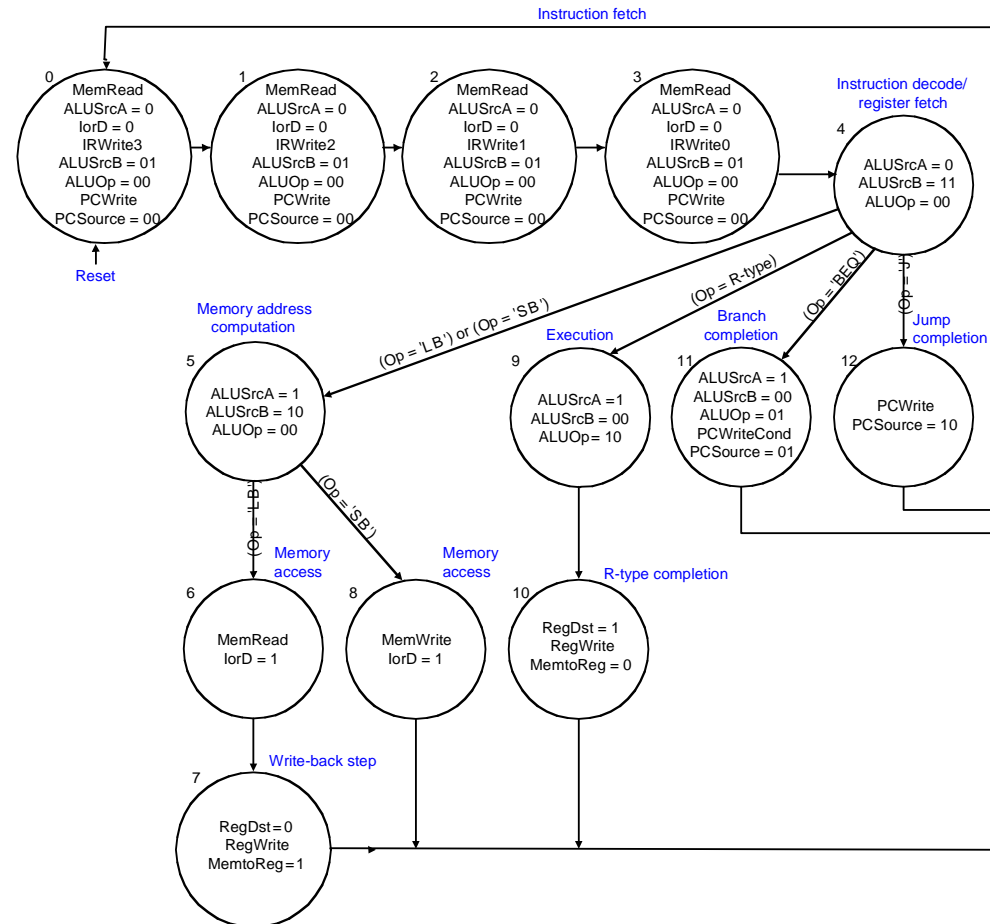 Instruction fetch
0
MemRead
ALUSrcA = 0
IorD = 0
IRWrite3
ALUSrcB = 01
ALUOp = 00
PCWrite
PCSource = 00
Reset
1
MemRead
ALUSrcA = 0
IorD = 0
IRWrite2
ALUSrcB = 01
ALUOp = 00
PCWrite
PCSource = 00
2
MemRead
ALUSrcA = 0
IorD = 0
IRWrite1
ALUSrcB = 01
ALUOp = 00
PCWrite
PCSource = 00
3
MemRead
ALUSrcA = 0
IorD = 0
IRWrite0
ALUSrcB = 01
ALUOp = 00
PCWrite
PCSource = 00
Instruction decode/
register fetch
4
ALUSrcA = 0
ALUSrcB = 11
ALUOp = 00
(Op = 'LB') or (Op = 'SB')
(Op = R-type)
(Op = 'BEQ')
(Op = 'J')
Memory address
computation
5
ALUSrcA = 1
ALUSrcB = 10
ALUOp = 00
Execution
9
ALUSrcA =1
ALUSrcB = 00
ALUOp= 10
Branch
completion
11
ALUSrcA = 1
ALUSrcB = 00
ALUOp = 01
PCWriteCond
PCSource = 01
Jump
completion
12
PCWrite
PCSource = 10
(Op = 'LB')
(Op = 'SB')
Memory
access
6
MemRead
IorD = 1
Memory
access
8
MemWrite
IorD = 1
R-type completion
10
RegDst = 1
RegWrite
MemtoReg = 0
Write-back step
7
RegDst=0
RegWrite
MemtoReg=1